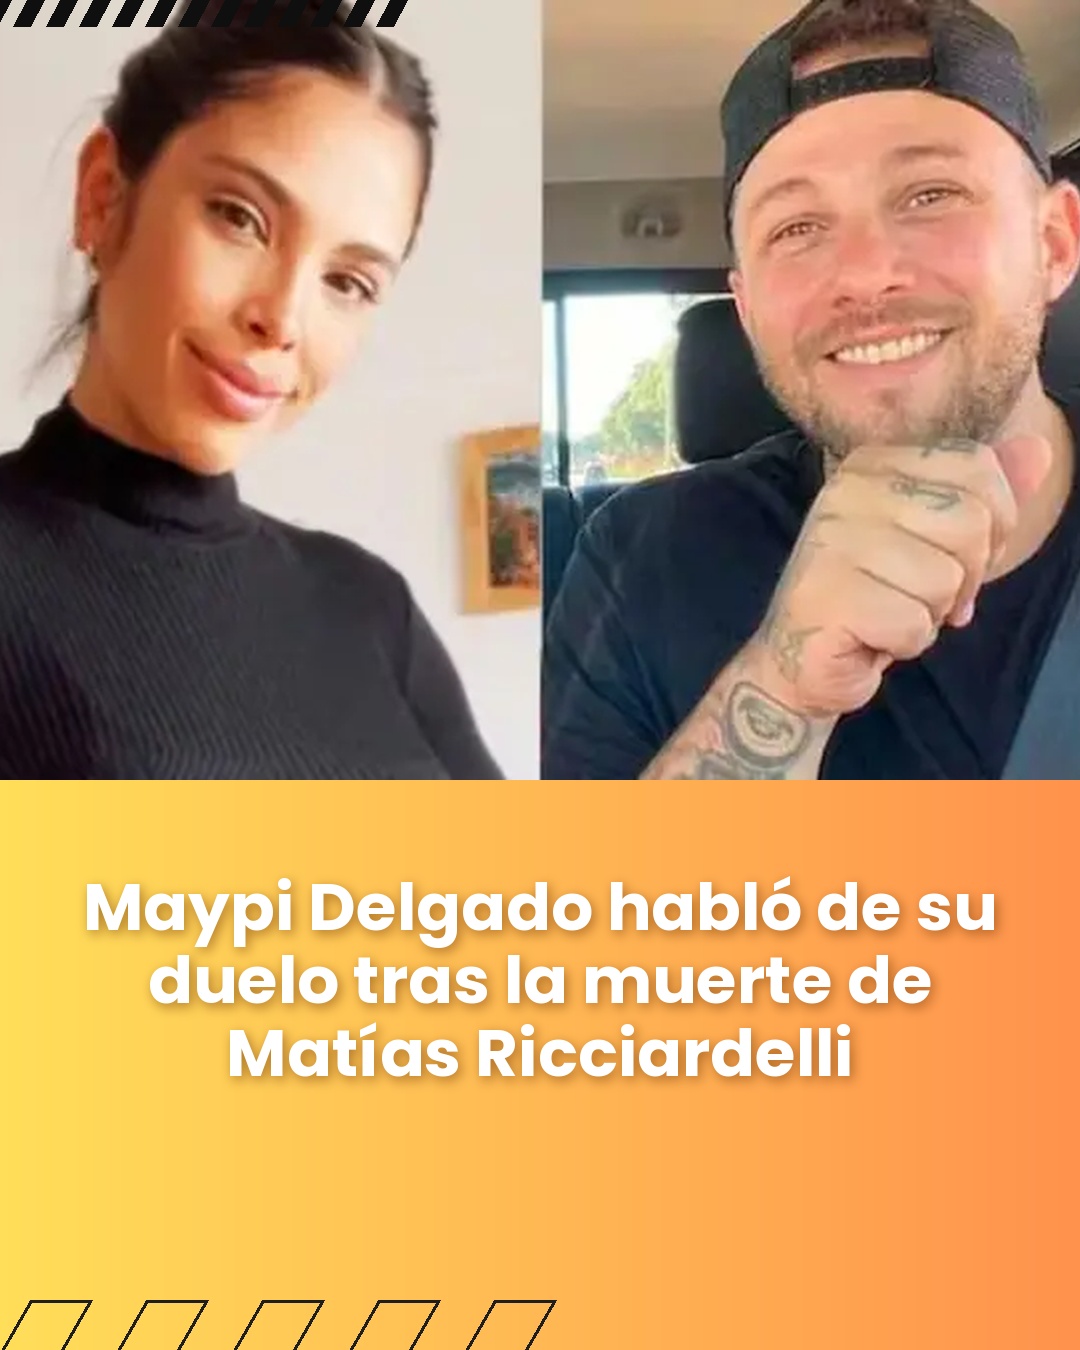 Maypi Delgado habló de su
duelo tras la muerte de
Matías Ricciardelli